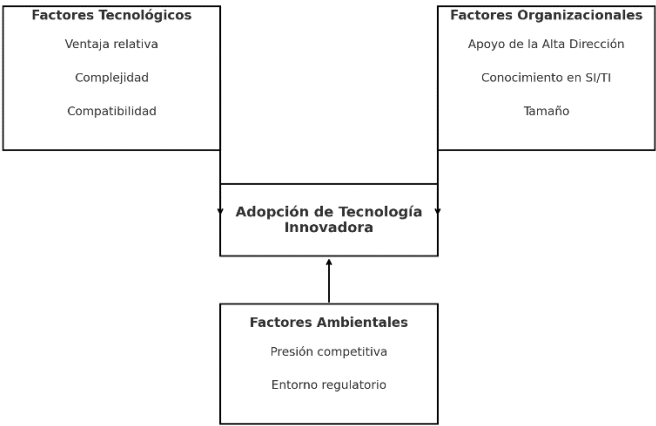 Factores Tecnológicos
Ventaja relativa
Complejidad
Compatibilidad
Factores Organizacionales
Apoyo de la Alta Dirección
Conocimiento en SI/TI
Tamaño
Adopción de Tecnología
Innovadora
Factores Ambientales
Presión competitiva
Entorno regulatorio